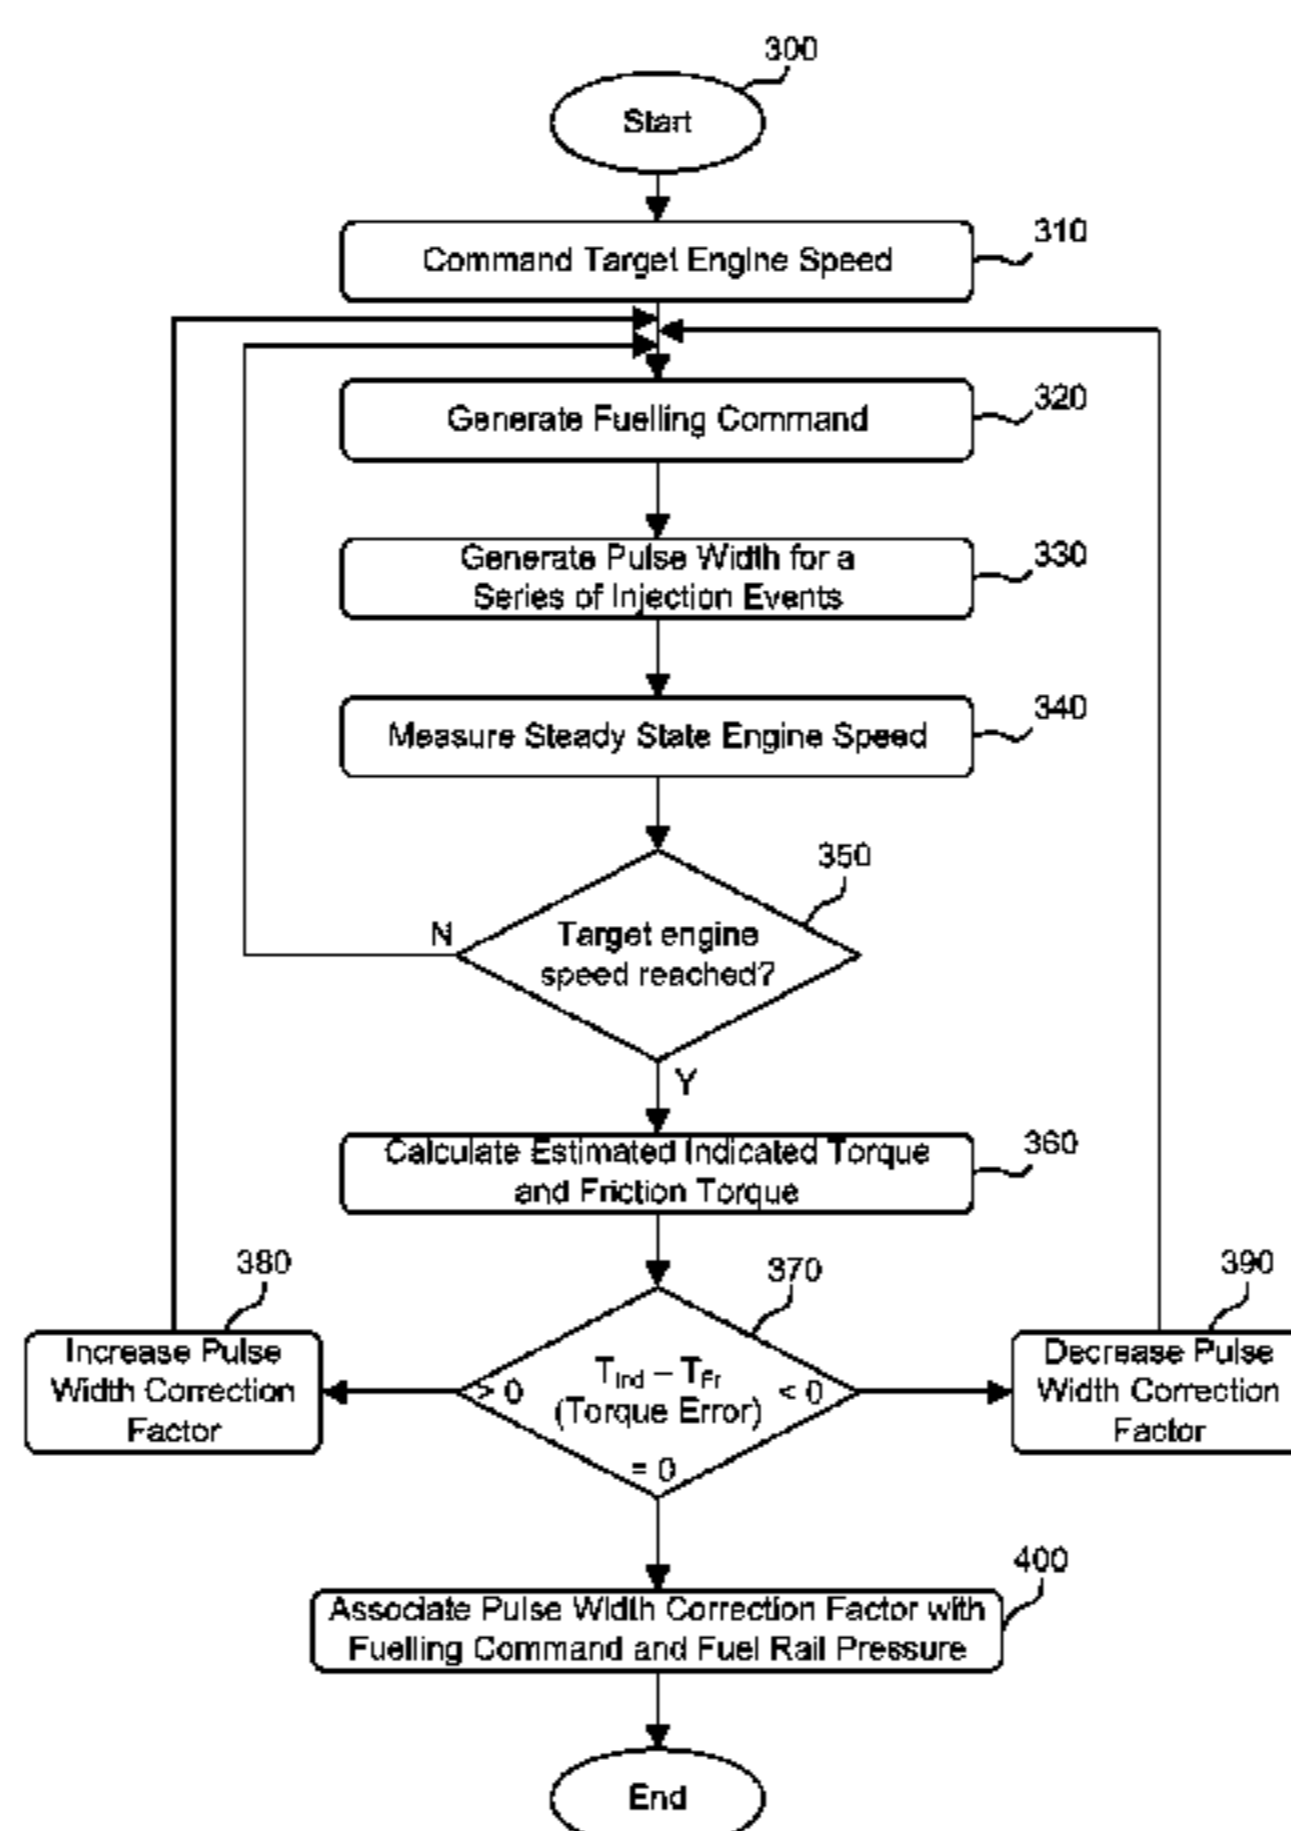 300
Start
310
Command Target Engine Speed
320
Generate Fuelling Command
330
Generate Pulse Width for a
Series of Injection Events
340
Measure Steady State Engine Speed
350
N
Target engine
speed reached?
Y
360
Calculate Estimated Indicated Torque
and Friction Torque
380
370
390
Increase Pulse
Width Correction
Factor
> 0
TInd – TFr
(Torque Error)
< 0
= 0
Decrease Pulse
Width Correction
Factor
400
Associate Pulse Width Correction Factor with
Fuelling Command and Fuel Rail Pressure
End